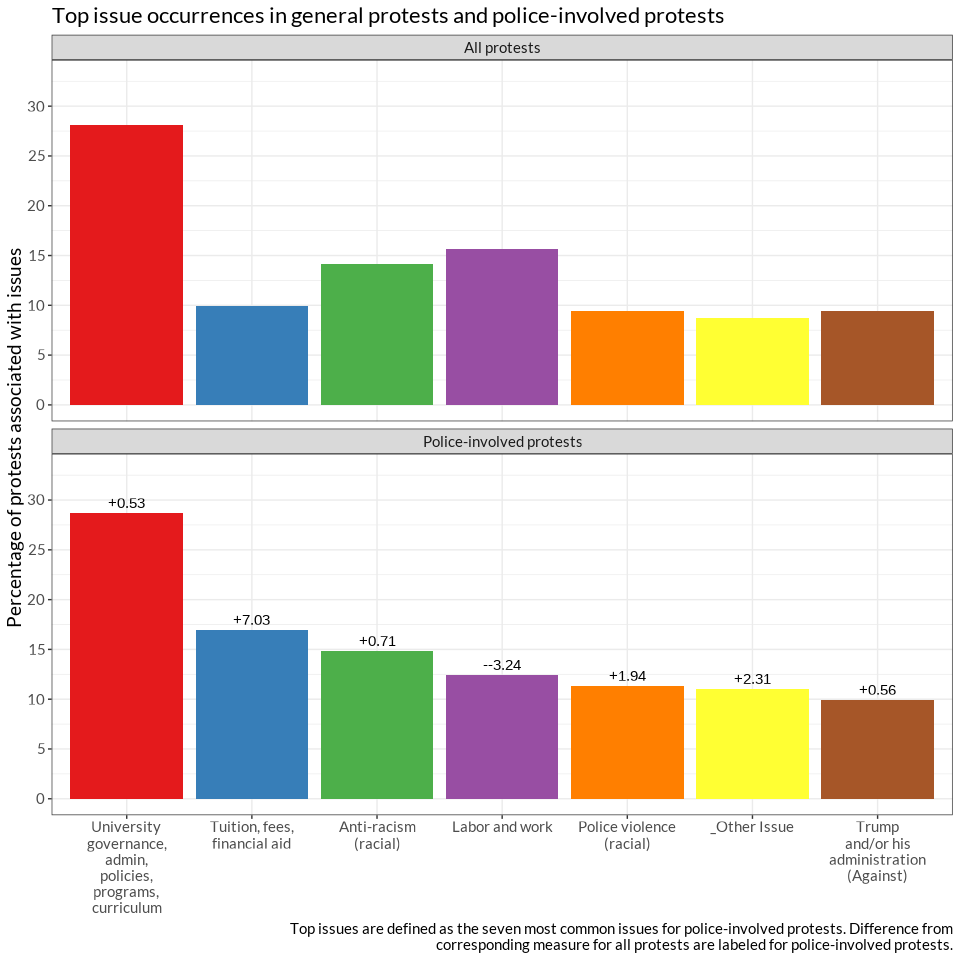 Top issue occurrences in general protests and police-involved protests
All protests
30
25
20
15
10
5
0
Police-involved protests
30
25
20
15
10
5
0
+0.53
+7.03
+0.71
--3.24
+1.94
+2.31
+0.56
Percentage of protests associated with issues
University
governance,
admin,
policies,
programs,
curriculum
Tuition, fees,
financial aid
Anti-racism
(racial)
Labor and work
Police violence
(racial)
_Other Issue
Trump
and/or his
administration
(Against)
Top issues are defined as the seven most common issues for police-involved protests. Difference from
corresponding measure for all protests are labeled for police-involved protests.